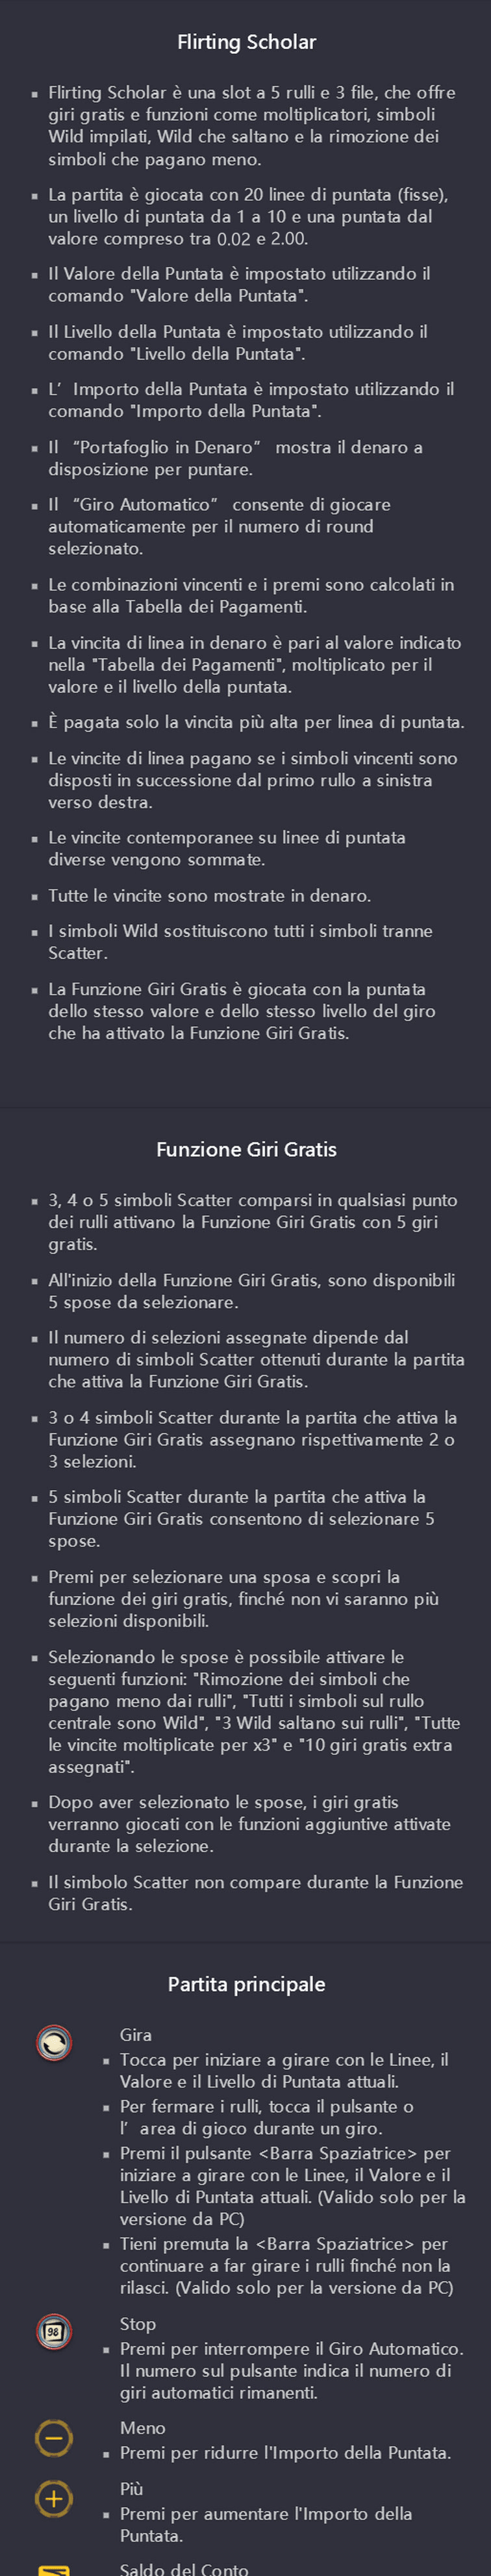 Flirting Scholar
Flirting Scholar è una slot a 5 rulli e 3 file, che offre
giri gratis e funzioni come moltiplicatori, simboli
Wild impilati, Wild che saltano e la rimozione dei
simboli che pagano meno.
La partita è giocata con 20 linee di puntata (fisse),
un livello di puntata da 1 a 10 e una puntata dal
valore compreso tra 0.02 e 2.00.
Il Valore della Puntata è impostato utilizzando il
comando "Valore della Puntata".
Il Livello della Puntata è impostato utilizzando il
comando "Livello della Puntata".
L’ Importo della Puntata è impostato utilizzando il
comando "Importo della Puntata".
Il “Portafoglio in Denaro” mostra il denaro a
disposizione per puntare.
Il “Giro Automatico” consente di giocare
automaticamente per il numero di round
selezionato.
Le combinazioni vincenti e i premi sono calcolati in
base alla Tabella dei Pagamenti.
La vincita di linea in denaro è pari al valore indicato
nella "Tabella dei Pagamenti", moltiplicato per il
valore e il livello della puntata.
È pagata solo la vincita più alta per linea di puntata.
Le vincite di linea pagano se i simboli vincenti sono
disposti in successione dal primo rullo a sinistra
verso destra.
Le vincite contemporanee su linee di puntata
diverse vengono sommate.
Tutte le vincite sono mostrate in denaro.
I simboli Wild sostituiscono tutti i simboli tranne
Scatter.
La Funzione Giri Gratis è giocata con la puntata
dello stesso valore e dello stesso livello del giro
che ha attivato la Funzione Giri Gratis.
Funzione Giri Gratis
3, 4 o 5 simboli Scatter comparsi in qualsiasi punto
dei rulli attivano la Funzione Giri Gratis con 5 giri
gratis.
All'inizio della Funzione Giri Gratis, sono disponibili
5 spose da selezionare.
Il numero di selezioni assegnate dipende dal
numero di simboli Scatter ottenuti durante la partita
che attiva la Funzione Giri Gratis.
3 o 4 simboli Scatter durante la partita che attiva la
Funzione Giri Gratis assegnano rispettivamente 2 o
3 selezioni.
5 simboli Scatter durante la partita che attiva la
Funzione Giri Gratis consentono di selezionare 5
spose.
Premi per selezionare una sposa e scopri la
funzione dei giri gratis, finché non vi saranno più
selezioni disponibili.
Selezionando le spose è possibile attivare le
seguenti funzioni: "Rimozione dei simboli che
pagano meno dai rulli", "Tutti i simboli sul rullo
centrale sono Wild", "3 Wild saltano sui rulli", "Tutte
le vincite moltiplicate per x3" e "10 giri gratis extra
assegnati".
Dopo aver selezionato le spose, i giri gratis
verranno giocati con le funzioni aggiuntive attivate
durante la selezione.
Il simbolo Scatter non compare durante la Funzione
Giri Gratis.
Partita principale
Gira
Tocca per iniziare a girare con le Linee, il
Valore e il Livello di Puntata attuali.
Per fermare i rulli, tocca il pulsante o
l’ area di gioco durante un giro.
Premi il pulsante <Barra Spaziatrice> per
iniziare a girare con le Linee, il Valore e il
Livello di Puntata attuali. (Valido solo per la
versione da PC)
Tieni premuta la <Barra Spaziatrice> per
continuare a far girare i rulli finché non la
rilasci. (Valido solo per la versione da PC)
98
Stop
Premi per interrompere il Giro Automatico.
Il numero sul pulsante indica il numero di
giri automatici rimanenti.
Meno
Premi per ridurre l'Importo della Puntata.
Più
Premi per aumentare l'Importo della
Puntata.
Saldo del Conto